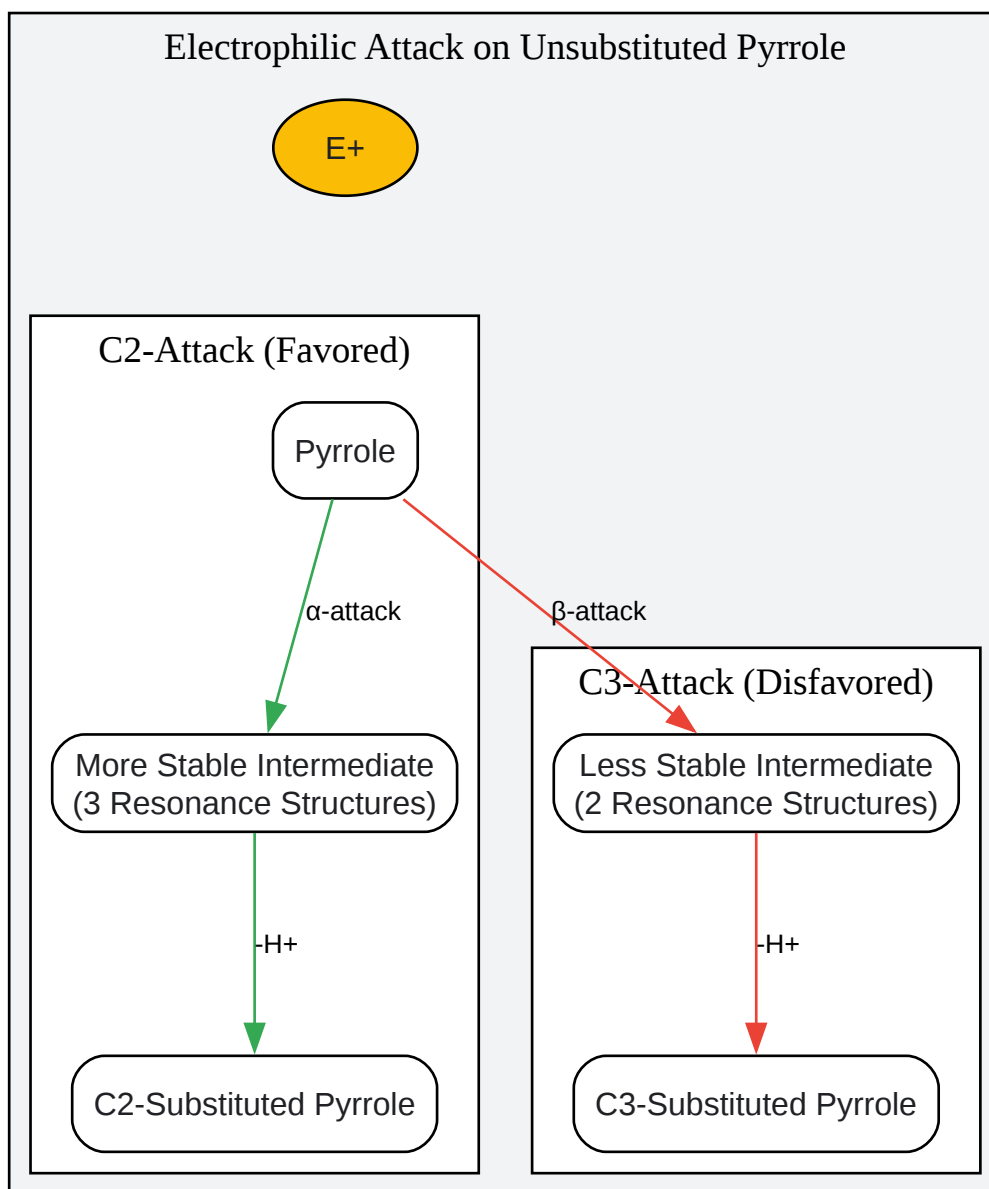 Electrophilic Attack on Unsubstituted Pyrrole
E+
C2-Attack (Favored)
Pyrrole
α-attack
β-attack
C3-Attack (Disfavored)
More Stable Intermediate
(3 Resonance Structures)
Less Stable Intermediate
(2 Resonance Structures)
-H+
-H+
C2-Substituted Pyrrole
C3-Substituted Pyrrole